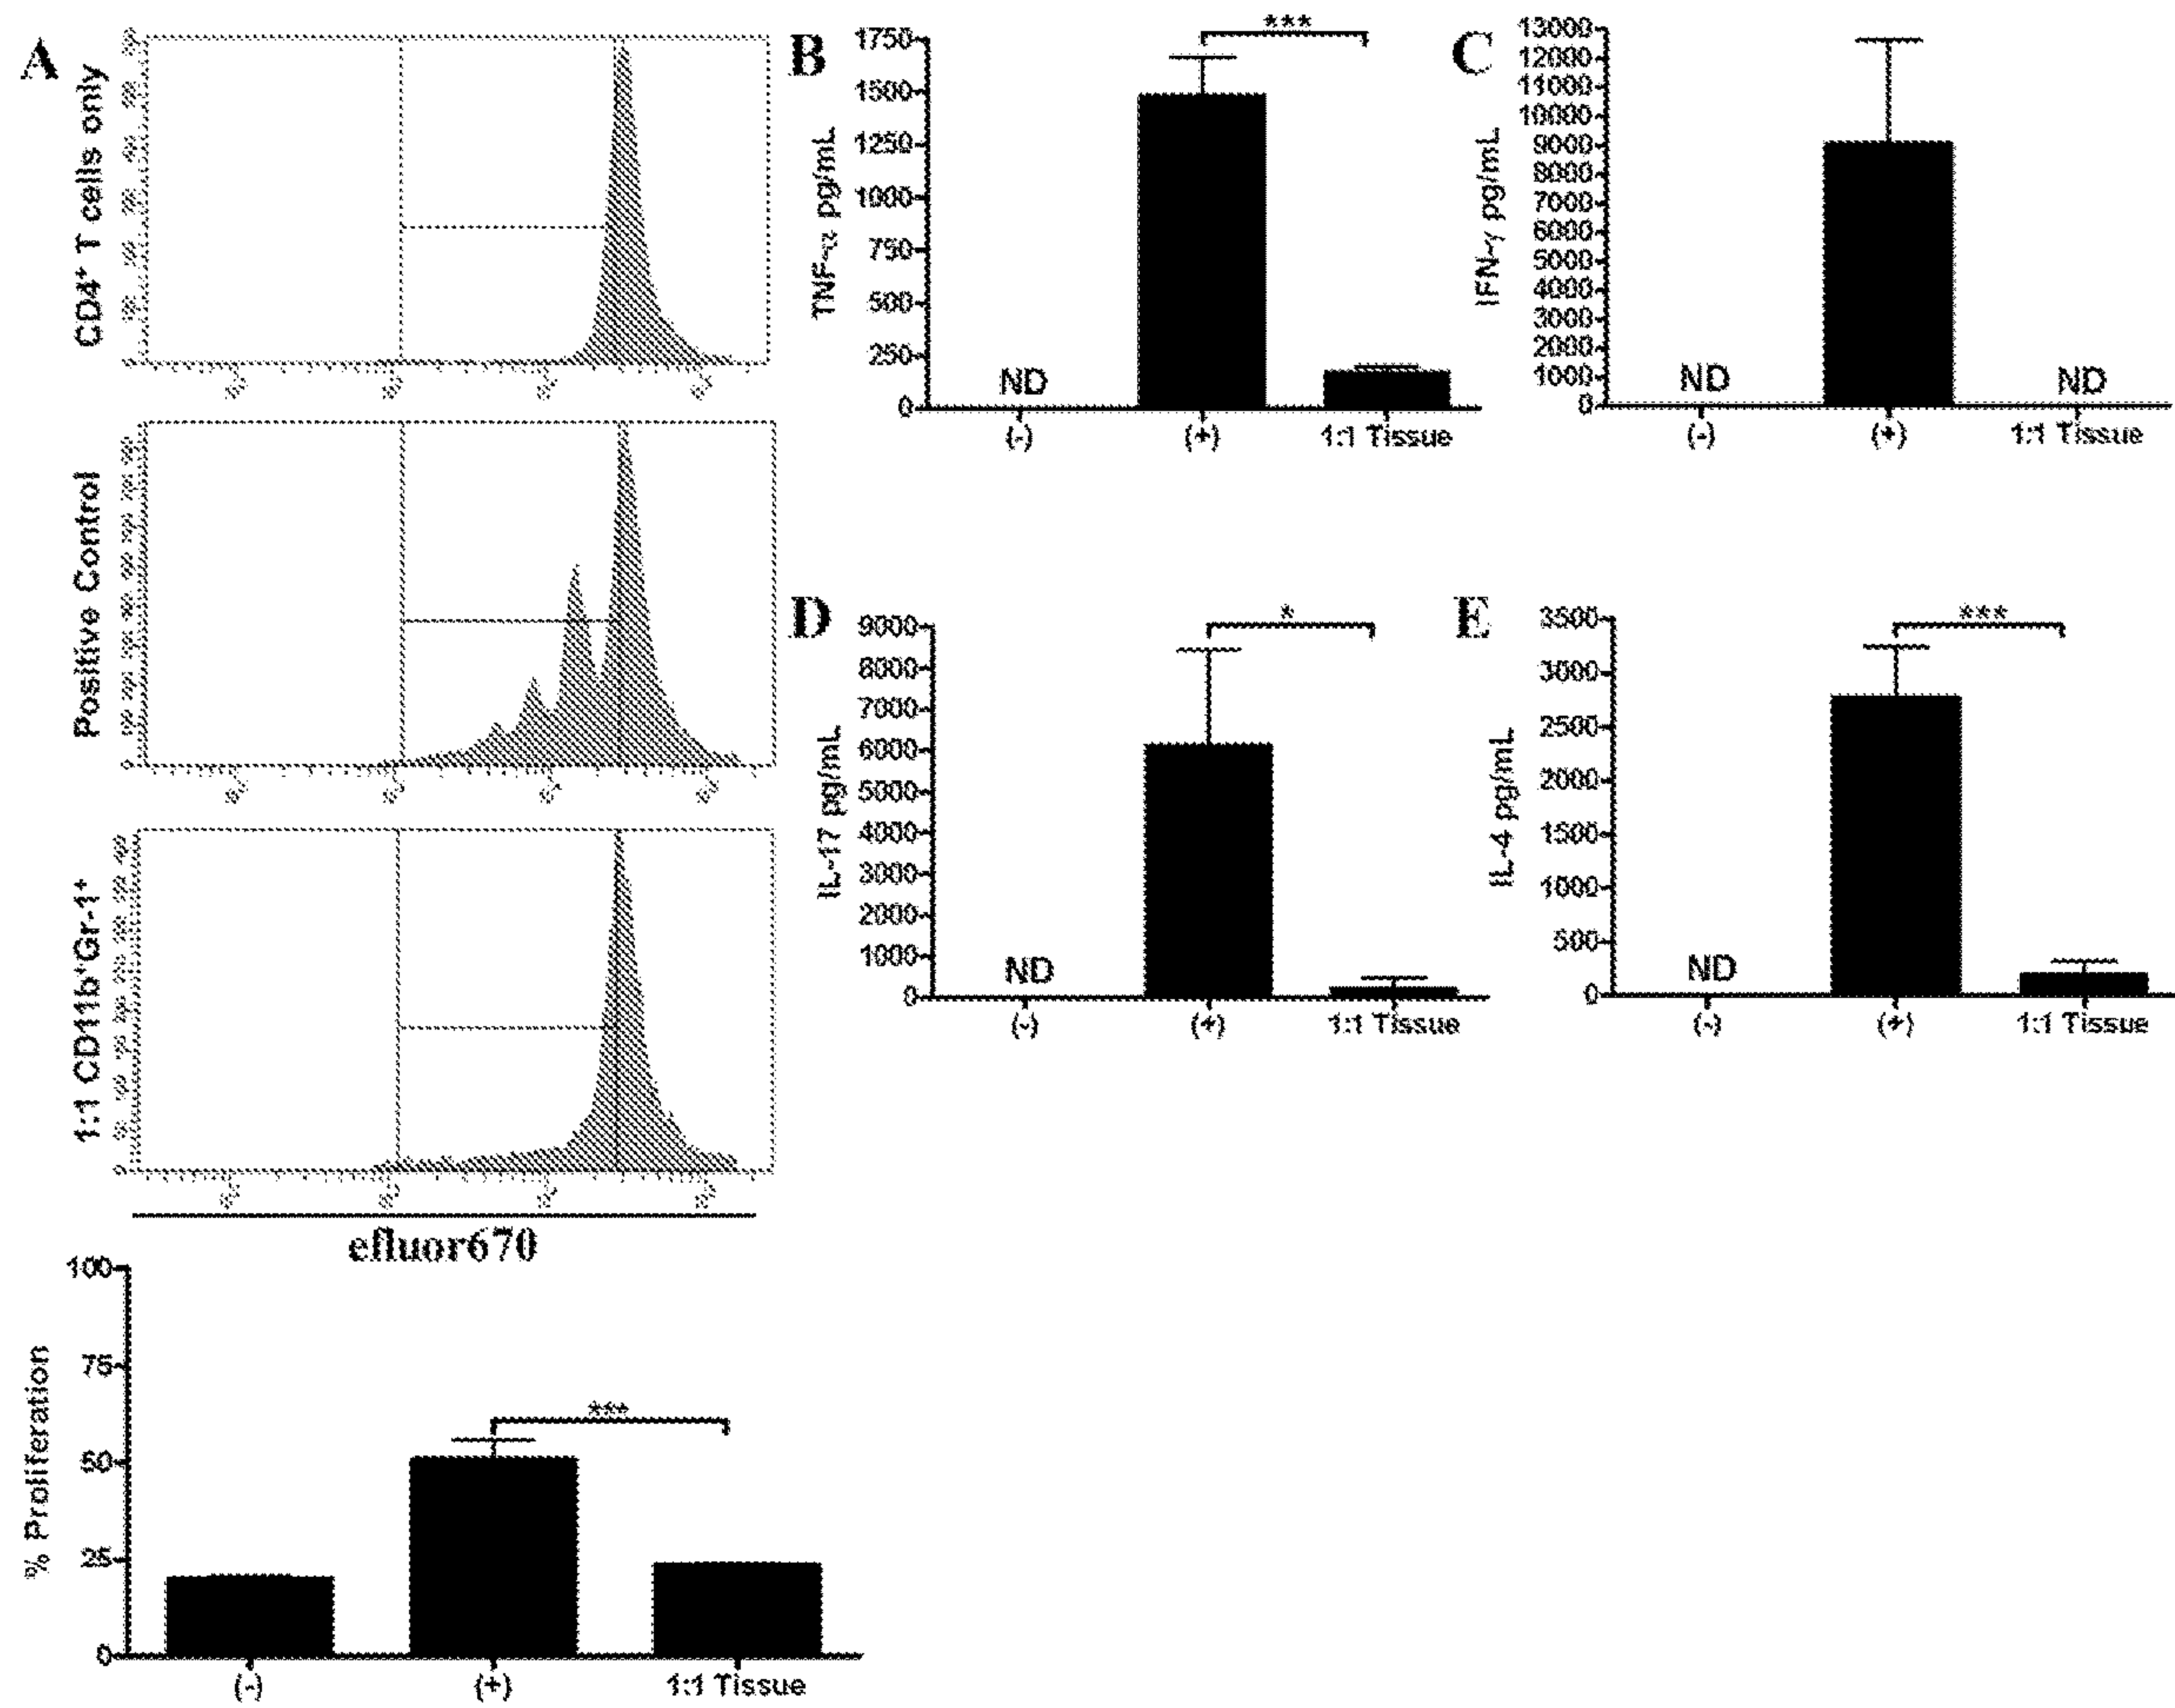 A
CD4⁺ T cells only
Positive Control
1:1 CD11b⁺Gr-1⁺
efluor670
100
75
50
25
0
% Proliferation
***
(-)
(+)
1:1 Tissue
B
***
1750
1500
1250
1000
750
500
250
0
TNF-α pg/mL
ND
(-)
(+)
1:1 Tissue
C
13000
12000
11000
10000
9000
8000
7000
6000
5000
4000
3000
2000
1000
0
IFN-γ pg/mL
ND
ND
(-)
(+)
1:1 Tissue
D
*
9000
8000
7000
6000
5000
4000
3000
2000
1000
0
IL-17 pg/mL
ND
(-)
(+)
1:1 Tissue
E
***
3500
3000
2500
2000
1500
1000
500
0
IL-4 pg/mL
ND
(-)
(+)
1:1 Tissue